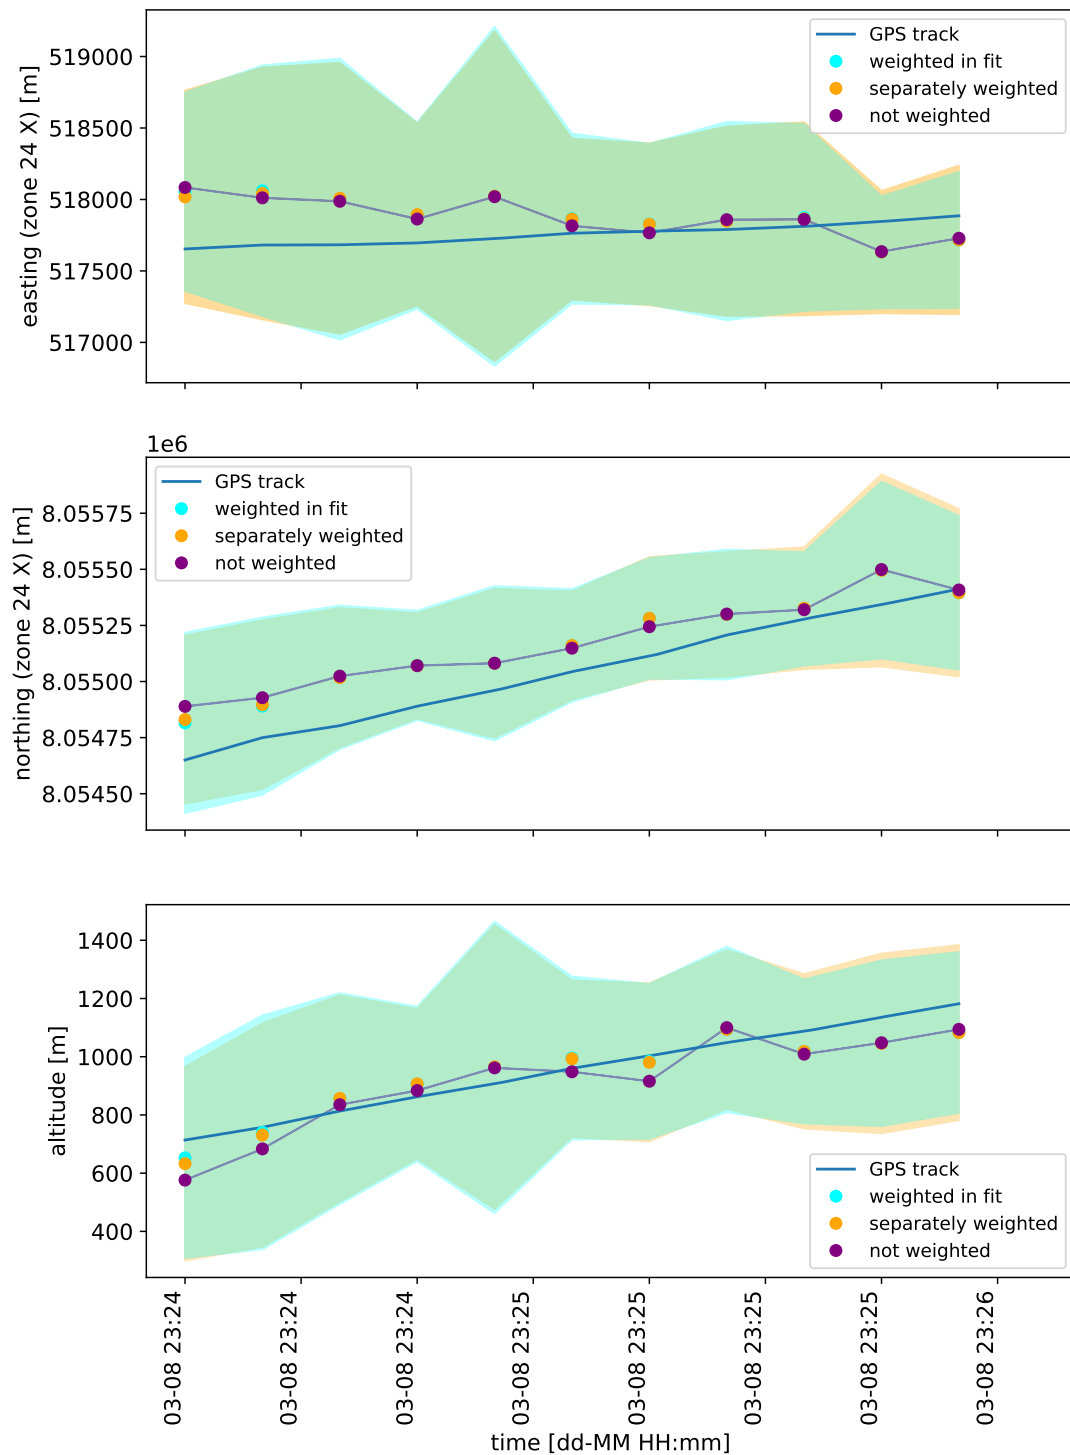 519000
518500
518000
517500
517000
easting (zone 24 X) [m]
GPS track
weighted in fit
separately weighted
not weighted
1e6
8.05575
8.05550
8.05525
8.05500
8.05475
8.05450
northing (zone 24 X) [m]
GPS track
weighted in fit
separately weighted
not weighted
1400
1200
1000
800
600
400
altitude [m]
GPS track
weighted in fit
separately weighted
not weighted
03-08 23:24
03-08 23:24
03-08 23:24
03-08 23:25
03-08 23:25
03-08 23:25
03-08 23:25
03-08 23:26
time [dd-MM HH:mm]